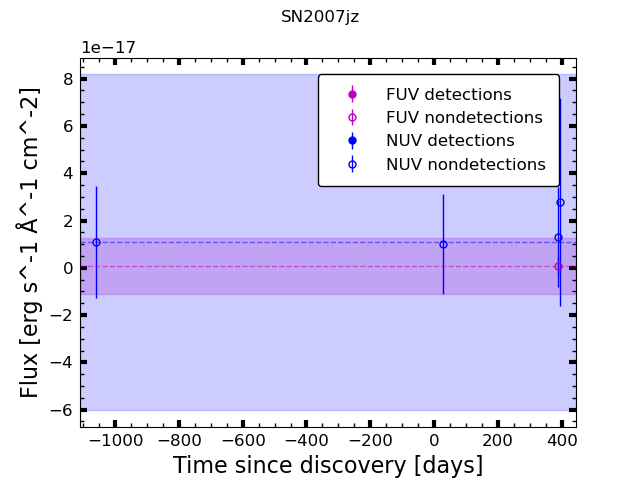 SN2007jz
1e−17
FUV detections
FUV nondetections
NUV detections
NUV nondetections
8
6
4
2
0
−2
−4
−6
Flux [erg s^-1 Å^-1 cm^-2]
−1000 −800 −600 −400 −200 0 200 400
Time since discovery [days]